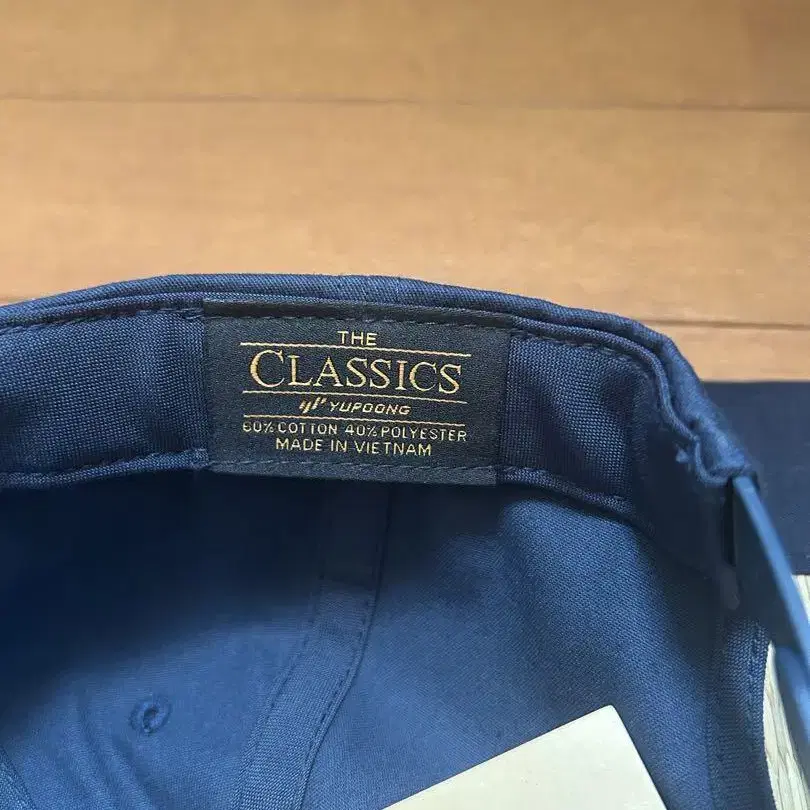 THE
CLASSICS
YUPOONG
60% COTTON 40% POLYESTER
MADE IN VIETNAM